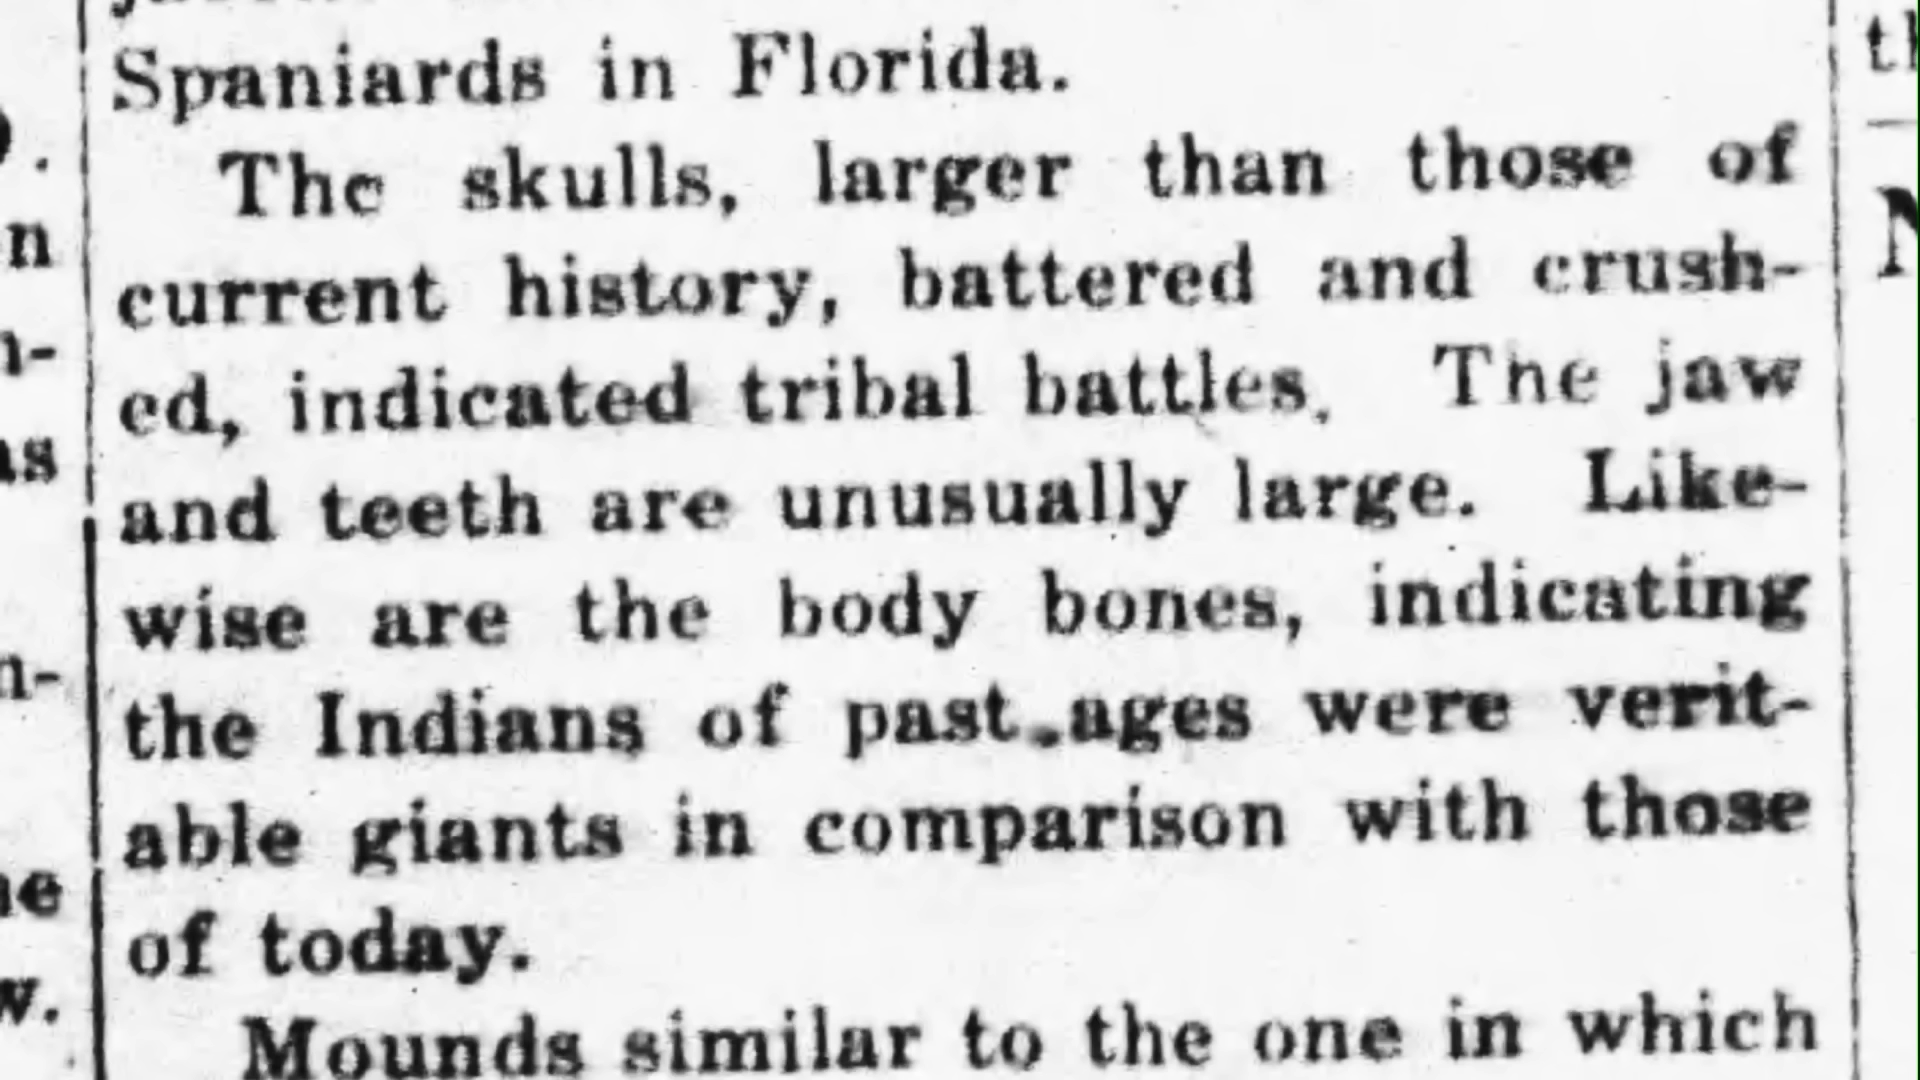 Spaniards in Florida.
The skulls, larger than those of
current history, battered and crush-
ed, indicated tribal battles. The jaw
and teeth are unusually large. Like-
wise are the body bones, indicating
the Indians of past ages were verit-
able giants in comparison with those
of today.
Mounds similar to the one in which